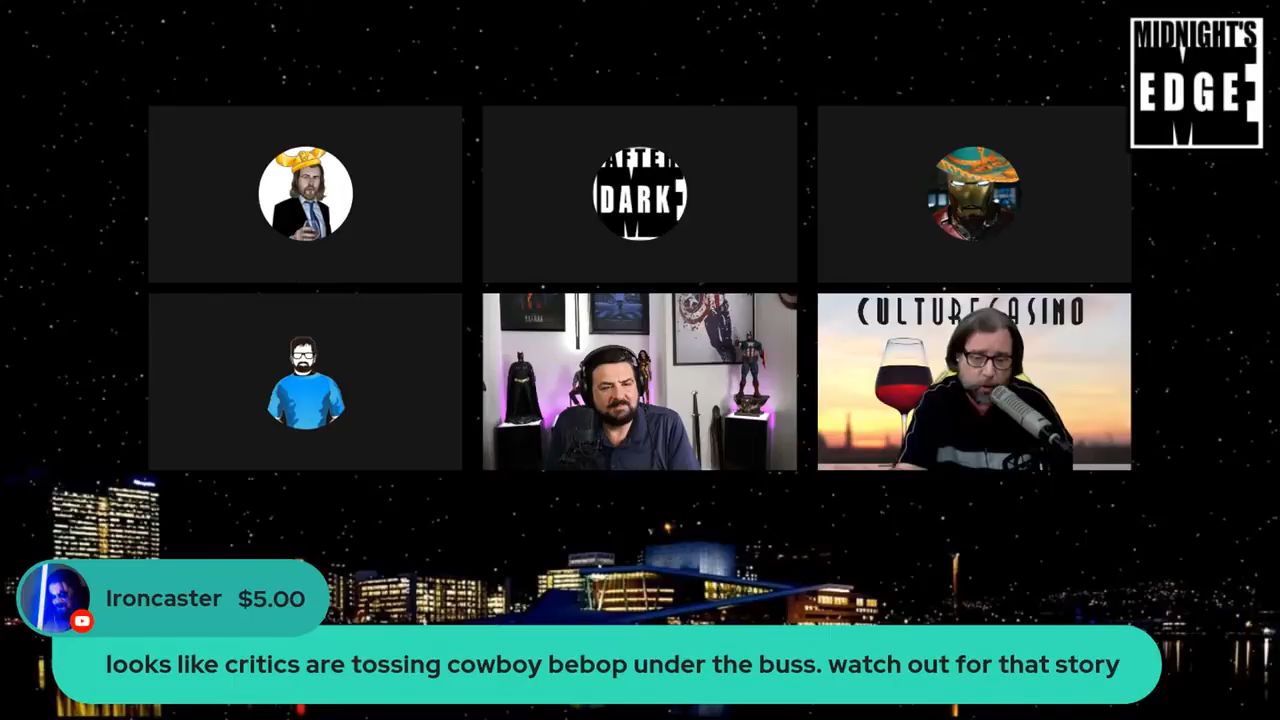 MIDNIGHT'S
EDGE
AFTER
DARK
CULTURE CASINO
Ironcaster $5.00
looks like critics are tossing cowboy bebop under the buss. watch out for that story